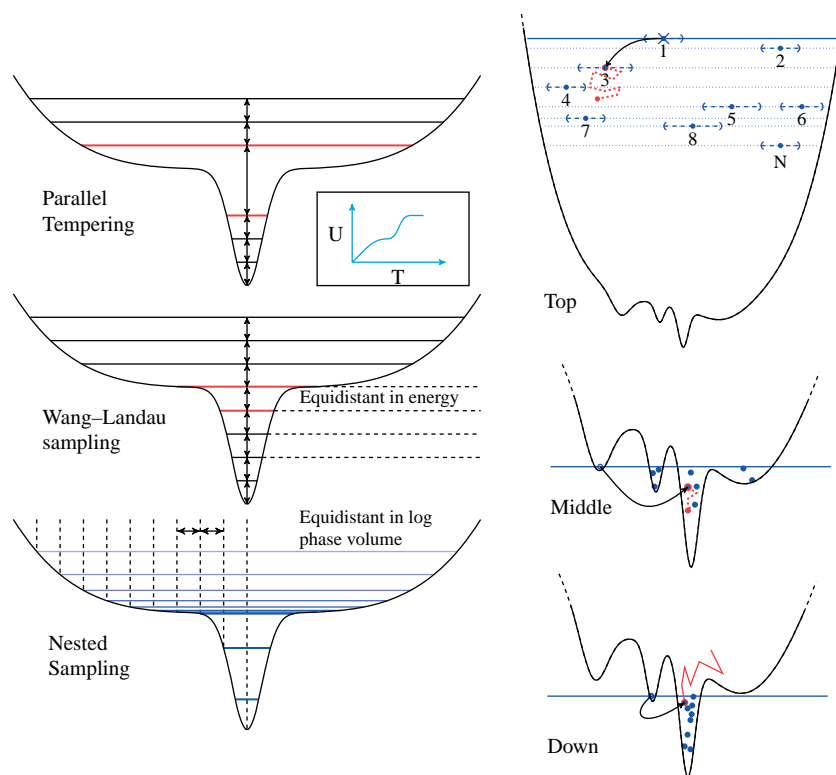 Parallel
Tempering
U
T
Wang–Landau
sampling
Equidistant in energy
Equidistant in log
phase volume
Nested
Sampling
1
2
3
4
5
6
7
8
N
Top
Middle
Down